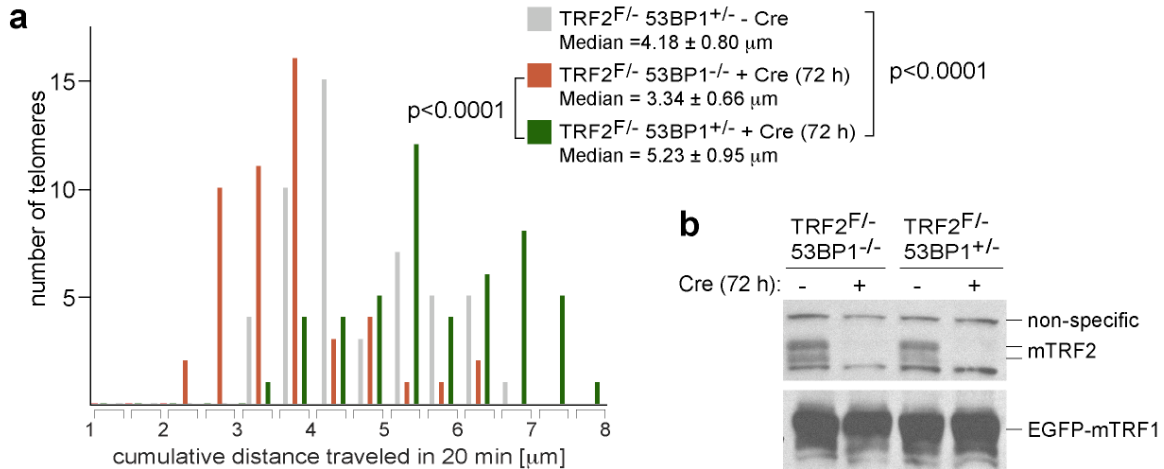 a
TRF2F/- 53BP1+/- - Cre
Median =4.18 ± 0.80 µm
TRF2F/- 53BP1-/- + Cre (72 h)
Median = 3.34 ± 0.66 µm
TRF2F/- 53BP1+/- + Cre (72 h)
Median = 5.23 ± 0.95 µm
p<0.0001
p<0.0001
number of telomeres
15
10
5
1 2 3 4 5 6 7 8
cumulative distance traveled in 20 min [µm]
b
TRF2F/- TRF2F/-
53BP1-/- 53BP1+/-
Cre (72 h): - + - +
non-specific
mTRF2
EGFP-mTRF1